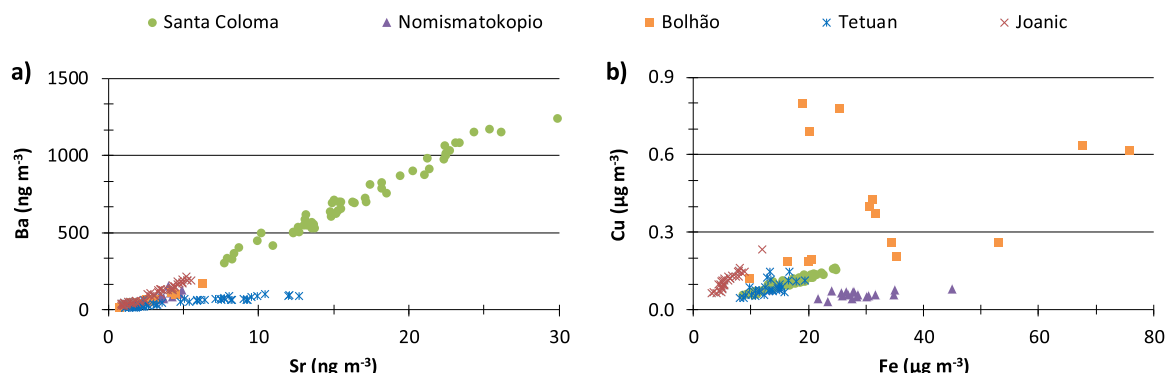 Santa Coloma Nomismatokopio Bolhão Tetuan Joanic
a)
1500
1000
500
0
Ba (ng m-³)
0 10 20 30
Sr (ng m-³)
b)
0.9
0.6
0.3
0.0
Cu (µg m-³)
0 20 40 60 80
Fe (µg m-³)